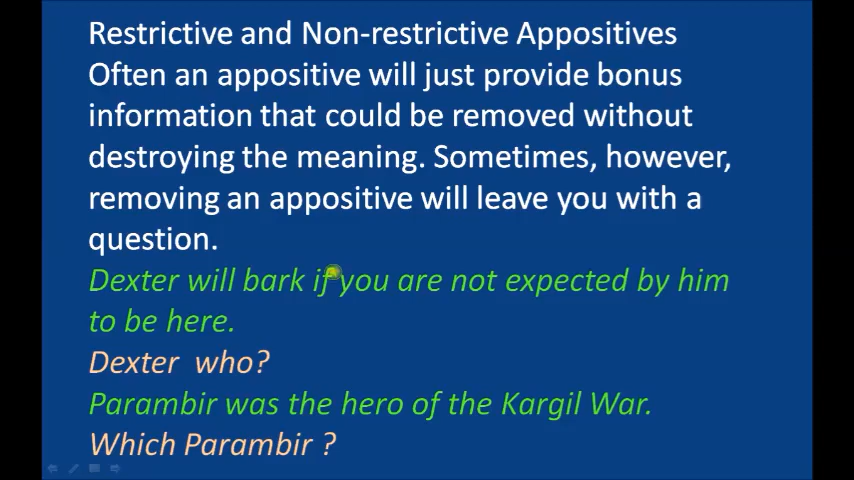 Restrictive and Non-restrictive Appositives
Often an appositive will just provide bonus
information that could be removed without
destroying the meaning. Sometimes, however,
removing an appositive will leave you with a
question.
Dexter will bark if you are not expected by him
to be here.
Dexter  who?
Parambir was the hero of the Kargil War.
Which Parambir ?